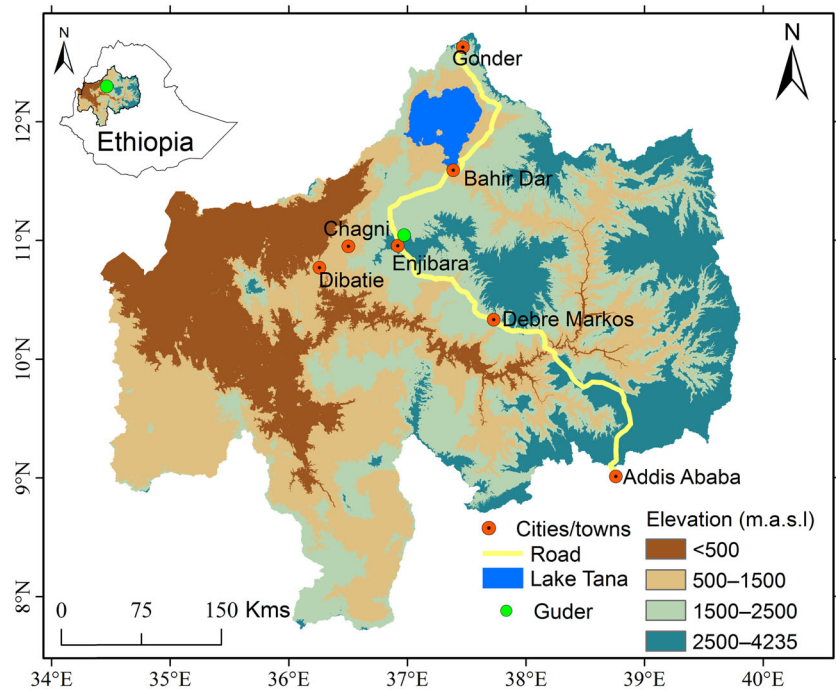 N
Ethiopia
N
Gonder
Bahir Dar
Chagni
Enjibara
Dibatie
Debre Markos
Addis Ababa
12°N
11°N
10°N
9°N
8°N
Cities/towns
Road
Lake Tana
Guder
Elevation (m.a.s.l)
<500
500–1500
1500–2500
2500–4235
0 75 150 Kms
34°E 35°E 36°E 37°E 38°E 39°E 40°E